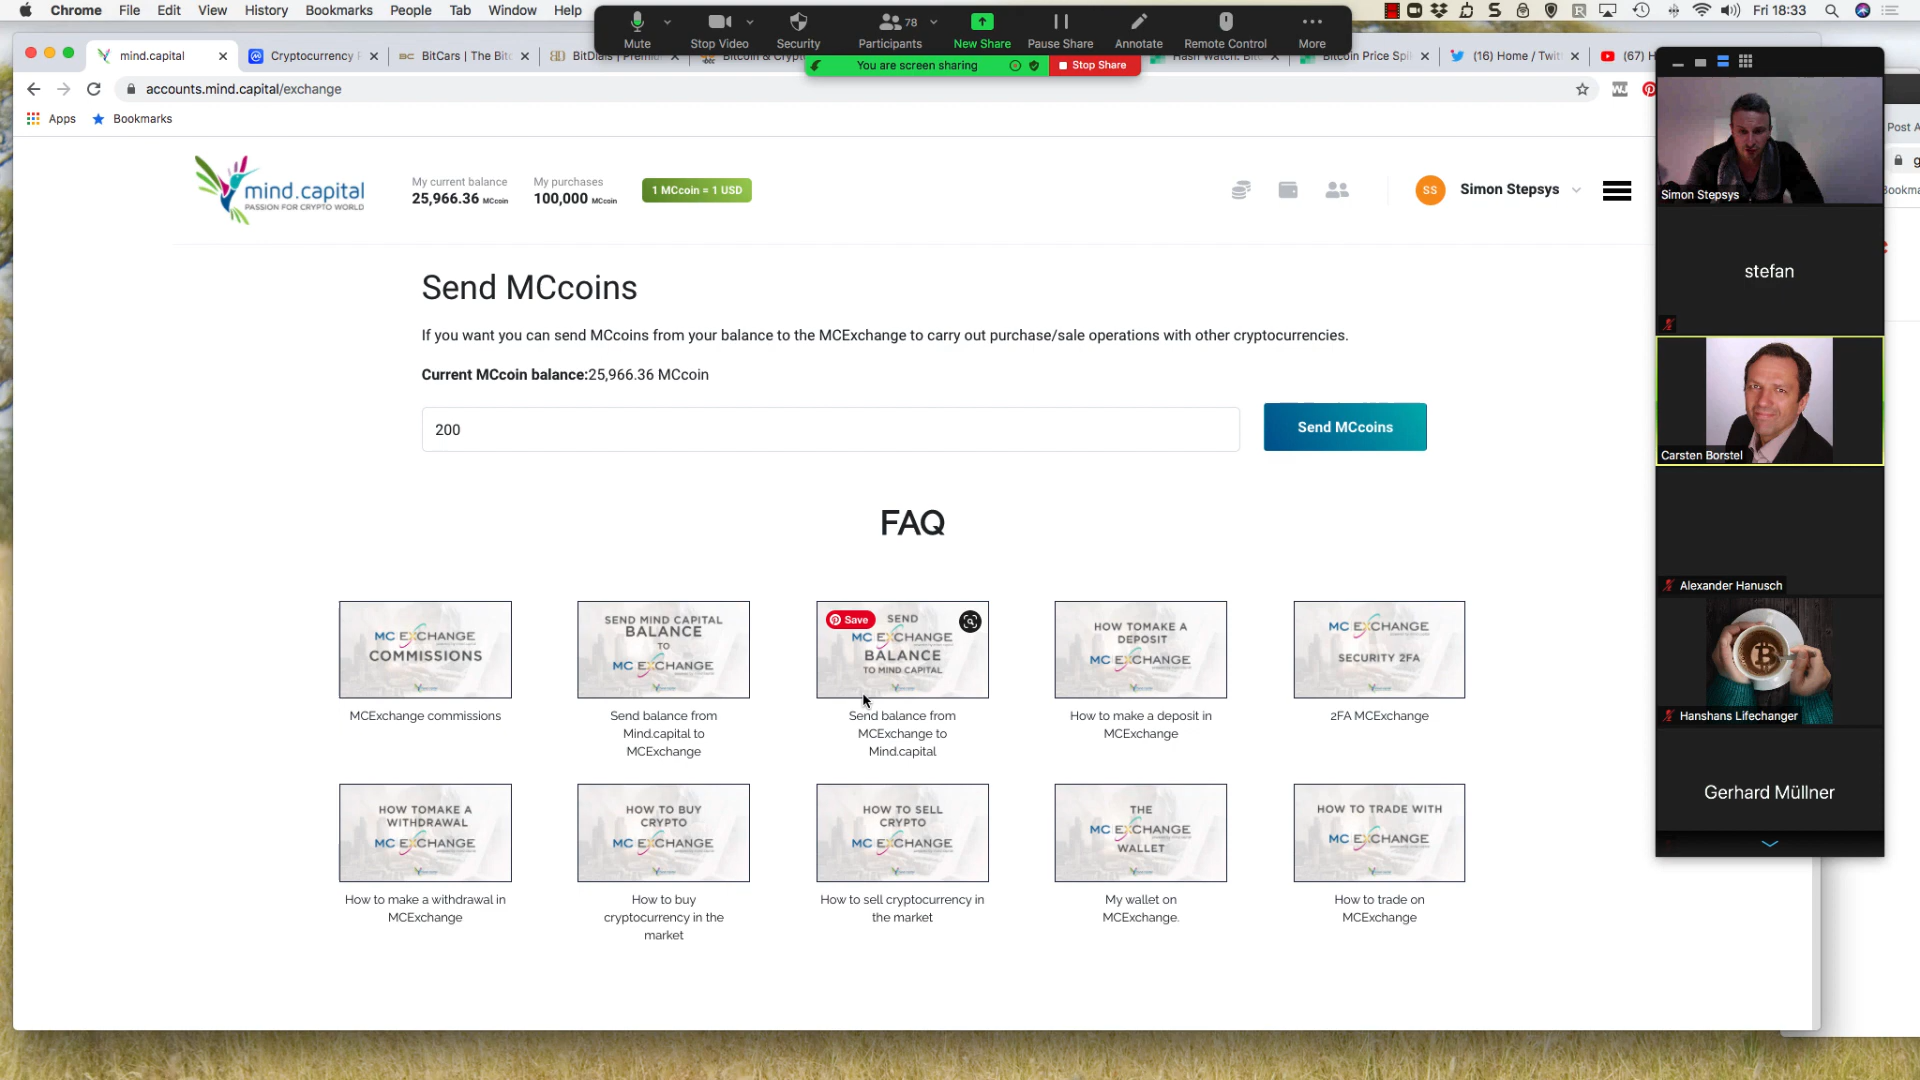 Chrome File Edit View History Bookmarks People Tab Window Help
Fri 18:33
Mute
Stop Video
Security
78
Participants
New Share
Pause Share
Annotate
Remote Control
More
You are screen sharing
Stop Share
mind.capital
Cryptocurrency
BitCars | The Bit
(16) Home / Twit
(67) H
accounts.mind.capital/exchange
Apps
Bookmarks
mind.capital
PASSION FOR CRYPTO WORLD
My current balance
25,966.36 MCcoin
My purchases
100,000 MCcoin
1 MCcoin = 1 USD
SS
Simon Stepsys
Send MCcoins
If you want you can send MCcoins from your balance to the MCExchange to carry out purchase/sale operations with other cryptocurrencies.
Current MCcoin balance:25,966.36 MCcoin
200
Send MCcoins
FAQ
MC EXCHANGE
COMMISSIONS
SEND MIND CAPITAL
BALANCE
TO
MC EXCHANGE
Save
SEND
MC EXCHANGE
BALANCE
TO MIND CAPITAL
HOW TOMAKE A
DEPOSIT
MC EXCHANGE
MC EXCHANGE
SECURITY 2FA
MCExchange commissions
Send balance from
Mind.capital to
MCExchange
Send balance from
MCExchange to
Mind.capital
How to make a deposit in
MCExchange
2FA MCExchange
HOW TOMAKE A
WITHDRAWAL
MC EXCHANGE
HOW TO BUY
CRYPTO
MC EXCHANGE
HOW TO SELL
CRYPTO
MC EXCHANGE
THE
MC EXCHANGE
WALLET
HOW TO TRADE WITH
MC EXCHANGE
How to make a withdrawal in
MCExchange
How to buy
cryptocurrency in the
market
How to sell cryptocurrency in
the market
My wallet on
MCExchange.
How to trade on
MCExchange
Simon Stepsys
stefan
Carsten Borstel
Alexander Hanusch
Hanshans Lifechanger
Gerhard Müllner
Post A